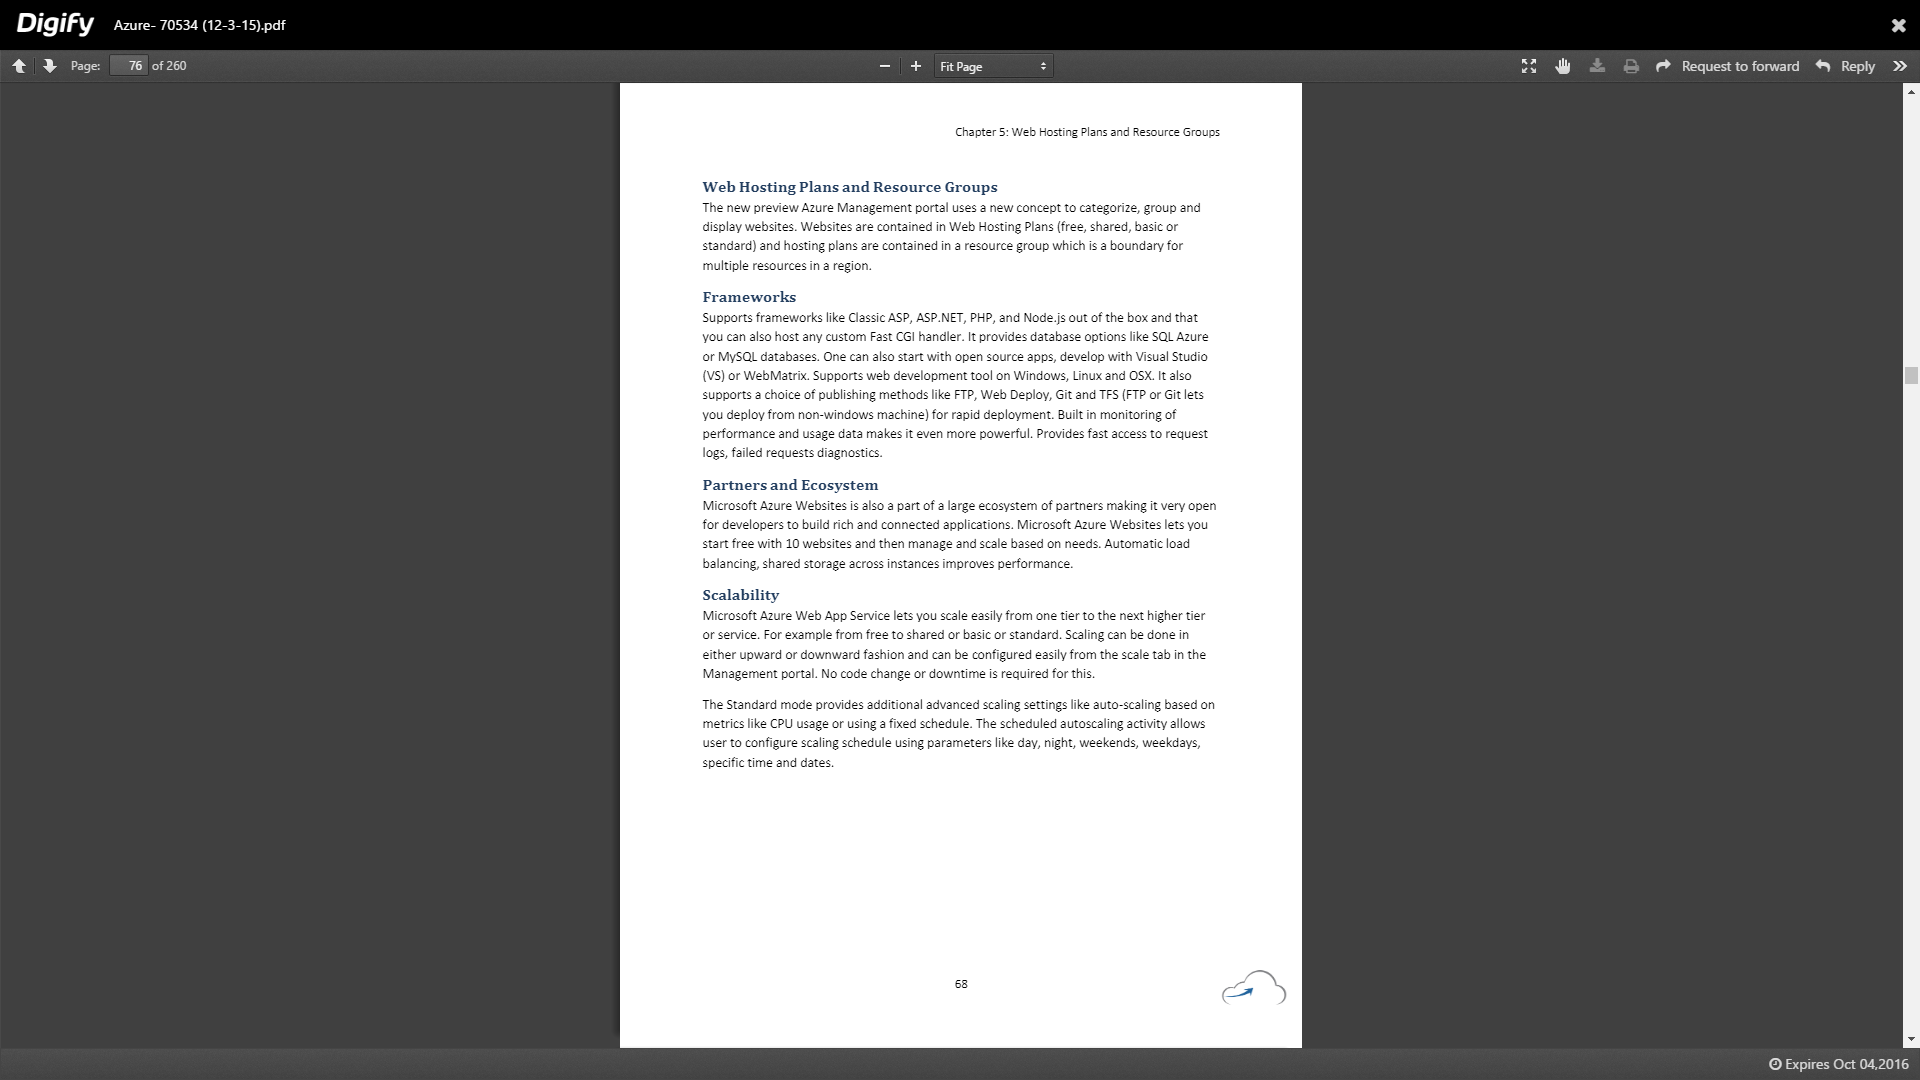 Digify Azure- 70534 (12-3-15).pdf
Page: 76 of 260 Fit Page Request to forward Reply
Chapter 5: Web Hosting Plans and Resource Groups
Web Hosting Plans and Resource Groups
The new preview Azure Management portal uses a new concept to categorize, group and
display websites. Websites are contained in Web Hosting Plans (free, shared, basic or
standard) and hosting plans are contained in a resource group which is a boundary for
multiple resources in a region.
Frameworks
Supports frameworks like Classic ASP, ASP.NET, PHP, and Node.js out of the box and that
you can also host any custom Fast CGI handler. It provides database options like SQL Azure
or MySQL databases. One can also start with open source apps, develop with Visual Studio
(VS) or WebMatrix. Supports web development tool on Windows, Linux and OSX. It also
supports a choice of publishing methods like FTP, Web Deploy, Git and TFS (FTP or Git lets
you deploy from non-windows machine) for rapid deployment. Built in monitoring of
performance and usage data makes it even more powerful. Provides fast access to request
logs, failed requests diagnostics.
Partners and Ecosystem
Microsoft Azure Websites is also a part of a large ecosystem of partners making it very open
for developers to build rich and connected applications. Microsoft Azure Websites lets you
start free with 10 websites and then manage and scale based on needs. Automatic load
balancing, shared storage across instances improves performance.
Scalability
Microsoft Azure Web App Service lets you scale easily from one tier to the next higher tier
or service. For example from free to shared or basic or standard. Scaling can be done in
either upward or downward fashion and can be configured easily from the scale tab in the
Management portal. No code change or downtime is required for this.
The Standard mode provides additional advanced scaling settings like auto-scaling based on
metrics like CPU usage or using a fixed schedule. The scheduled autoscaling activity allows
user to configure scaling schedule using parameters like day, night, weekends, weekdays,
specific time and dates.
68
Expires Oct 04,2016